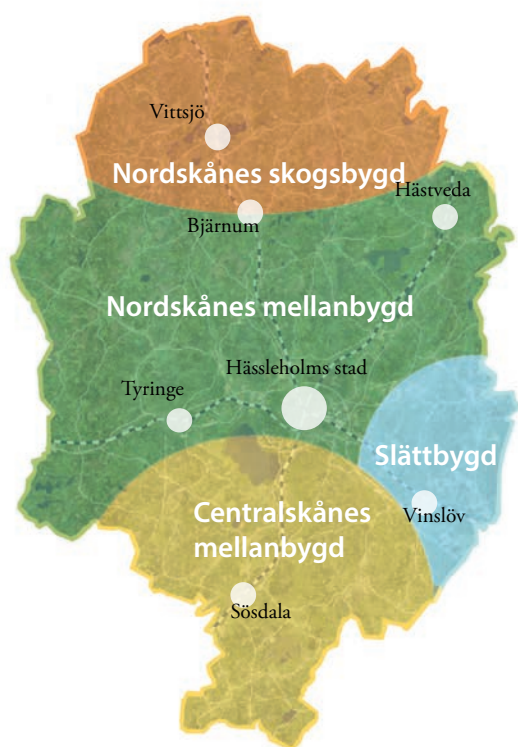 Vittsjö
Nordskånes skogsbygd
Hästveda
Bjärnum
Nordskånes mellanbygd
Hässleholms stad
Tyringe
Slättbygd
Centralskånes
mellanbygd
Vinslöv
Sösdala